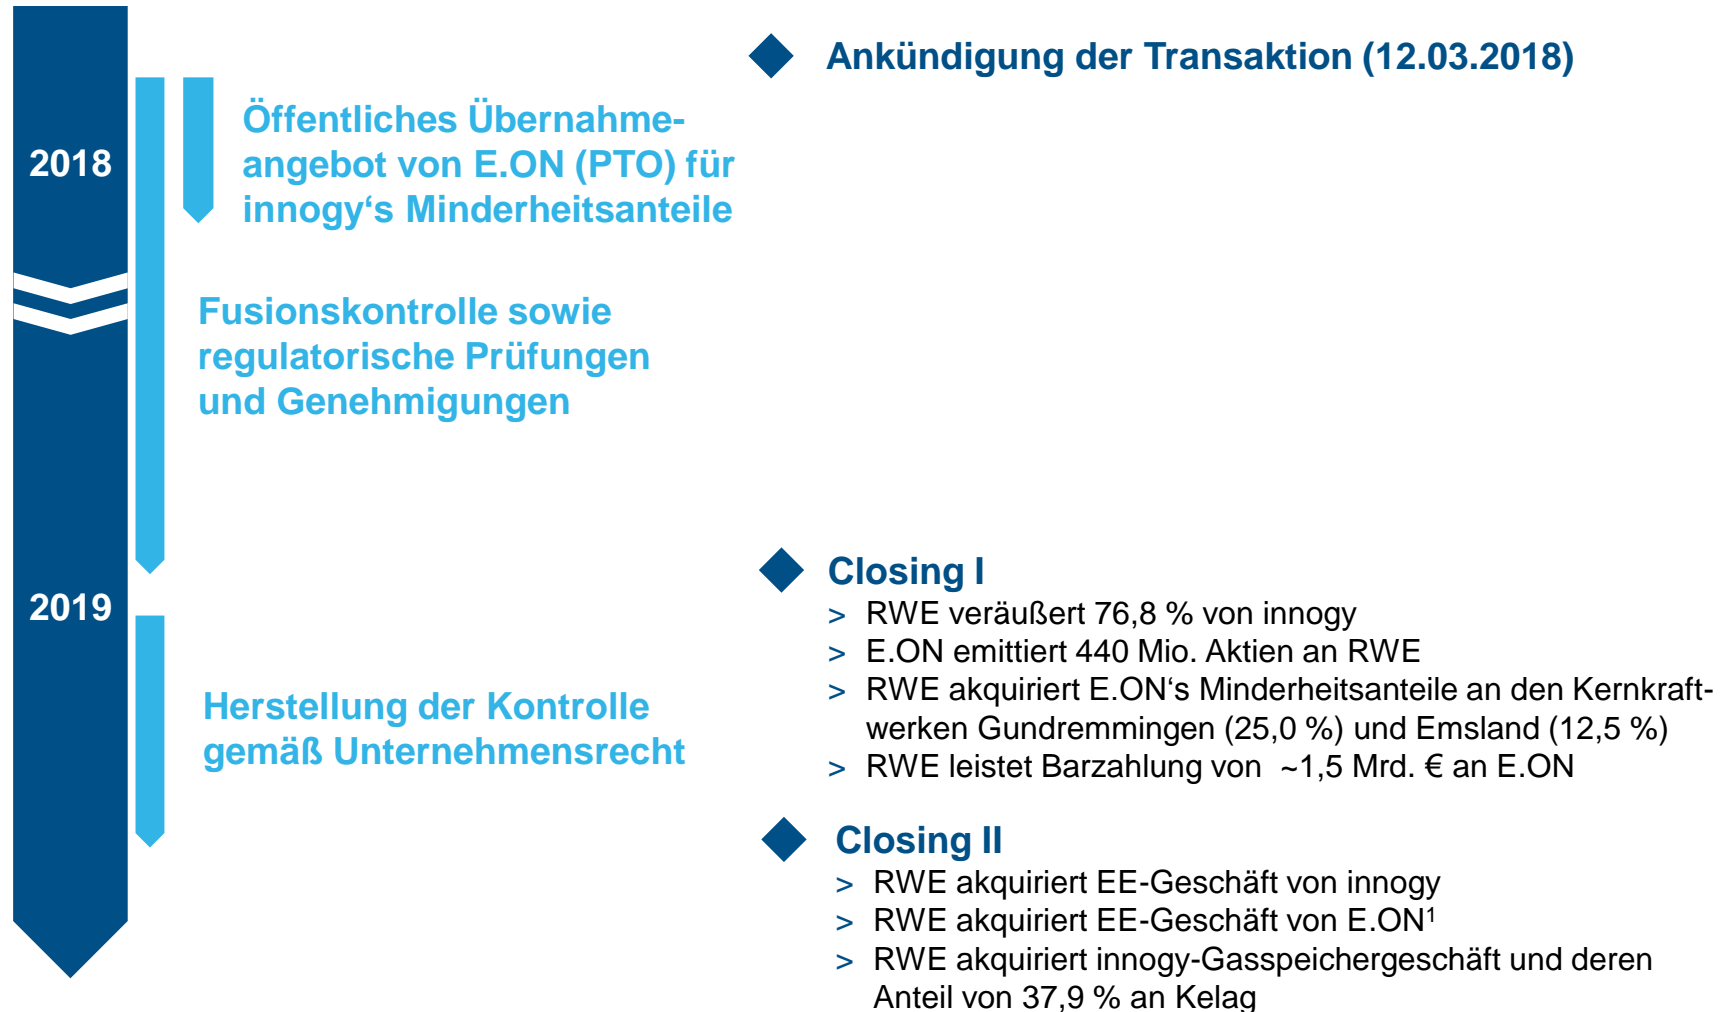 Ankündigung der Transaktion (12.03.2018)
2018
Öffentliches Übernahme-
angebot von E.ON (PTO) für
innogy‘s Minderheitsanteile
Fusionskontrolle sowie
regulatorische Prüfungen
und Genehmigungen
2019
Closing I
> RWE veräußert 76,8 % von innogy
> E.ON emittiert 440 Mio. Aktien an RWE
> RWE akquiriert E.ON‘s Minderheitsanteile an den Kernkraft-
werken Gundremmingen (25,0 %) und Emsland (12,5 %)
> RWE leistet Barzahlung von ~1,5 Mrd. € an E.ON
Herstellung der Kontrolle
gemäß Unternehmensrecht
Closing II
> RWE akquiriert EE-Geschäft von innogy
> RWE akquiriert EE-Geschäft von E.ON¹
> RWE akquiriert innogy-Gasspeichergeschäft und deren
Anteil von 37,9 % an Kelag